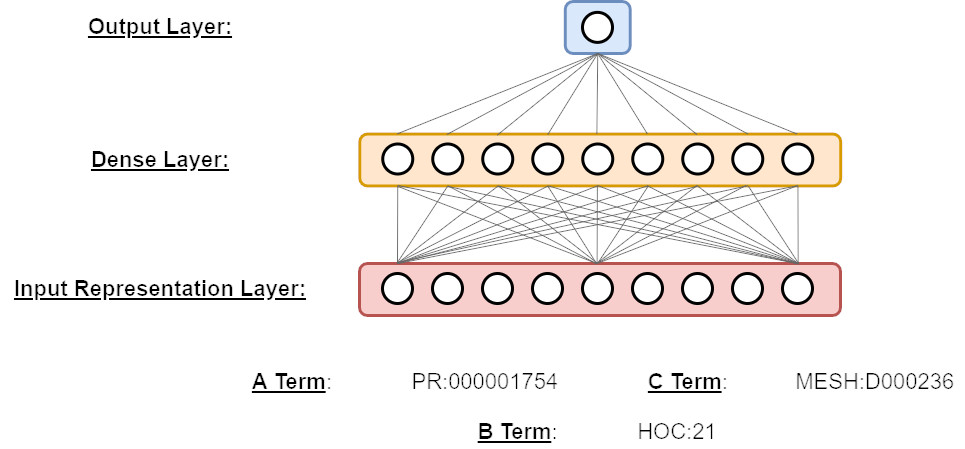 Output Layer:
Dense Layer:
Input Representation Layer:
A Term: PR:000001754 C Term: MESH:D000236
B Term: HOC:21